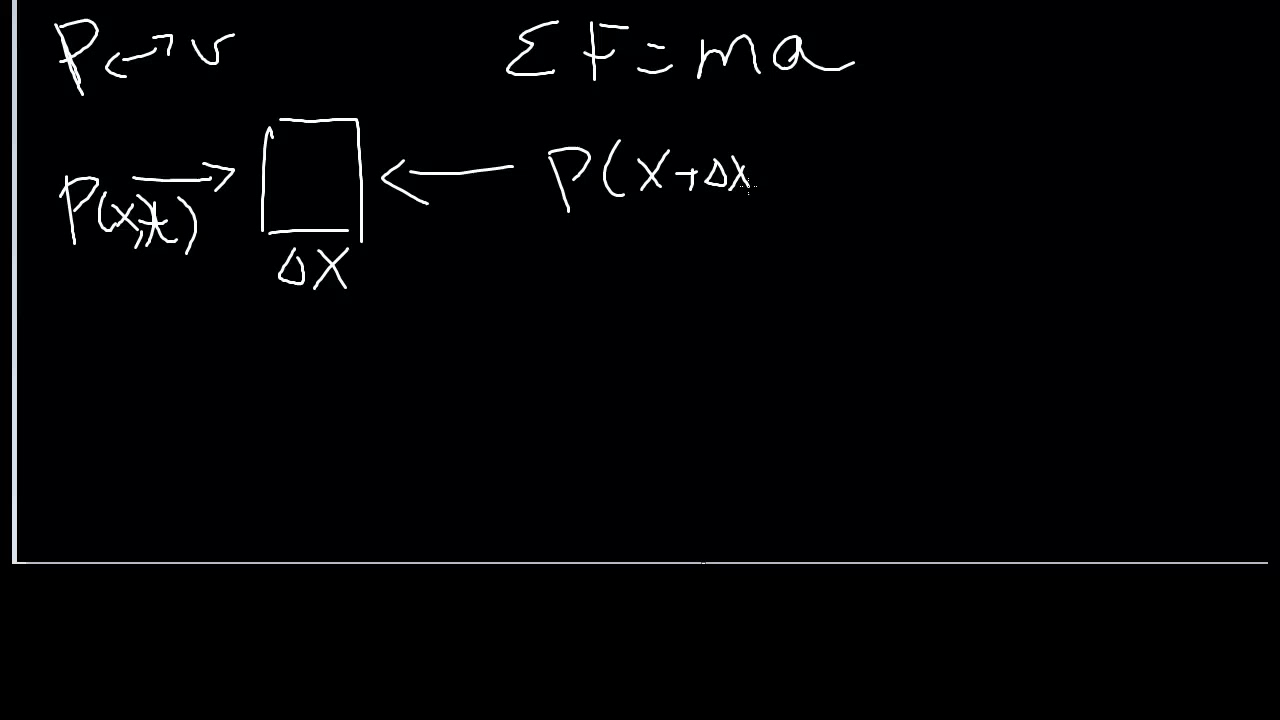 P ↔ v
ΣF = ma
P(x,t) → ← P(x+Δx
Δx